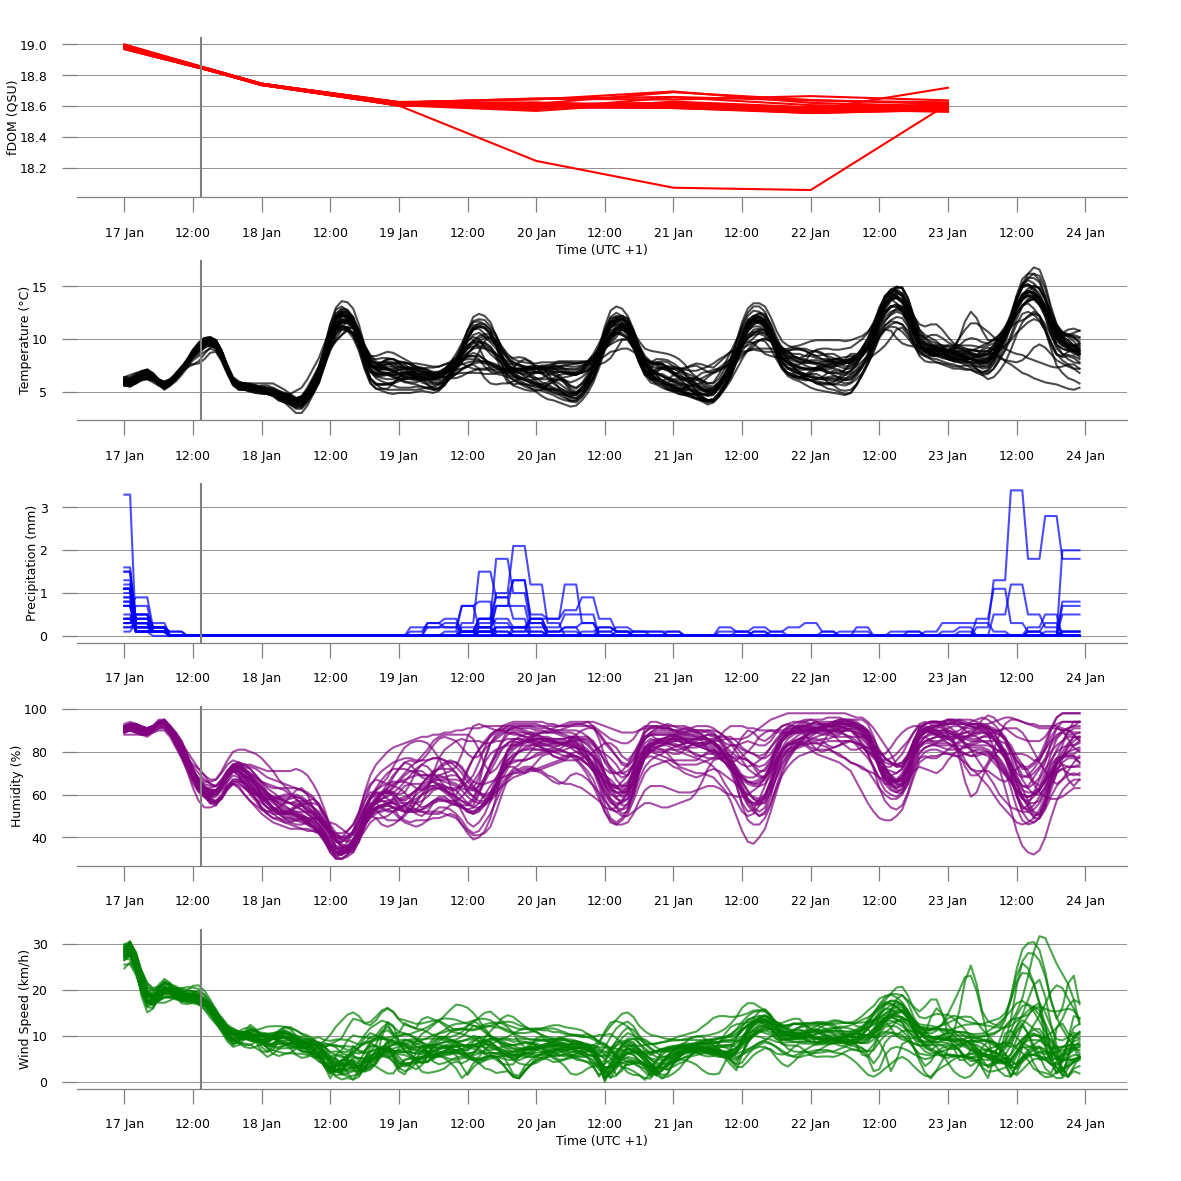 19.0
18.8
18.6
18.4
18.2
fDOM (QSU)
17 Jan 12:00 18 Jan 12:00 19 Jan 12:00 20 Jan 12:00 21 Jan 12:00 22 Jan 12:00 23 Jan 12:00 24 Jan
Time (UTC +1)
15
10
5
Temperature (°C)
17 Jan 12:00 18 Jan 12:00 19 Jan 12:00 20 Jan 12:00 21 Jan 12:00 22 Jan 12:00 23 Jan 12:00 24 Jan
3
2
1
0
Precipitation (mm)
17 Jan 12:00 18 Jan 12:00 19 Jan 12:00 20 Jan 12:00 21 Jan 12:00 22 Jan 12:00 23 Jan 12:00 24 Jan
100
80
60
40
Humidity (%)
17 Jan 12:00 18 Jan 12:00 19 Jan 12:00 20 Jan 12:00 21 Jan 12:00 22 Jan 12:00 23 Jan 12:00 24 Jan
30
20
10
0
Wind Speed (km/h)
17 Jan 12:00 18 Jan 12:00 19 Jan 12:00 20 Jan 12:00 21 Jan 12:00 22 Jan 12:00 23 Jan 12:00 24 Jan
Time (UTC +1)